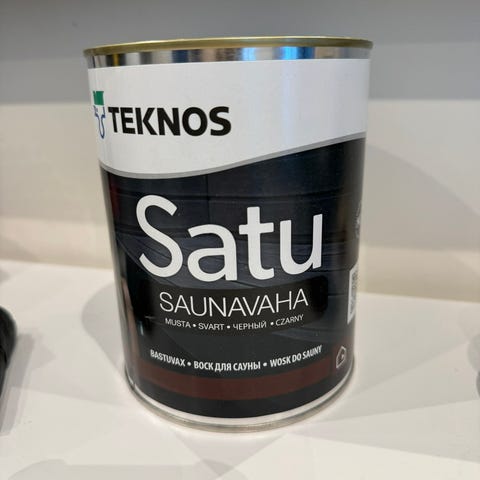 TEKNOS
Satu
SAUNAVAHA
MUSTA • SVART • ЧЕРНЫЙ • CZARNY
BASTUVAX • ВОСК ДЛЯ САУНЫ • WOSK DO SAUNY